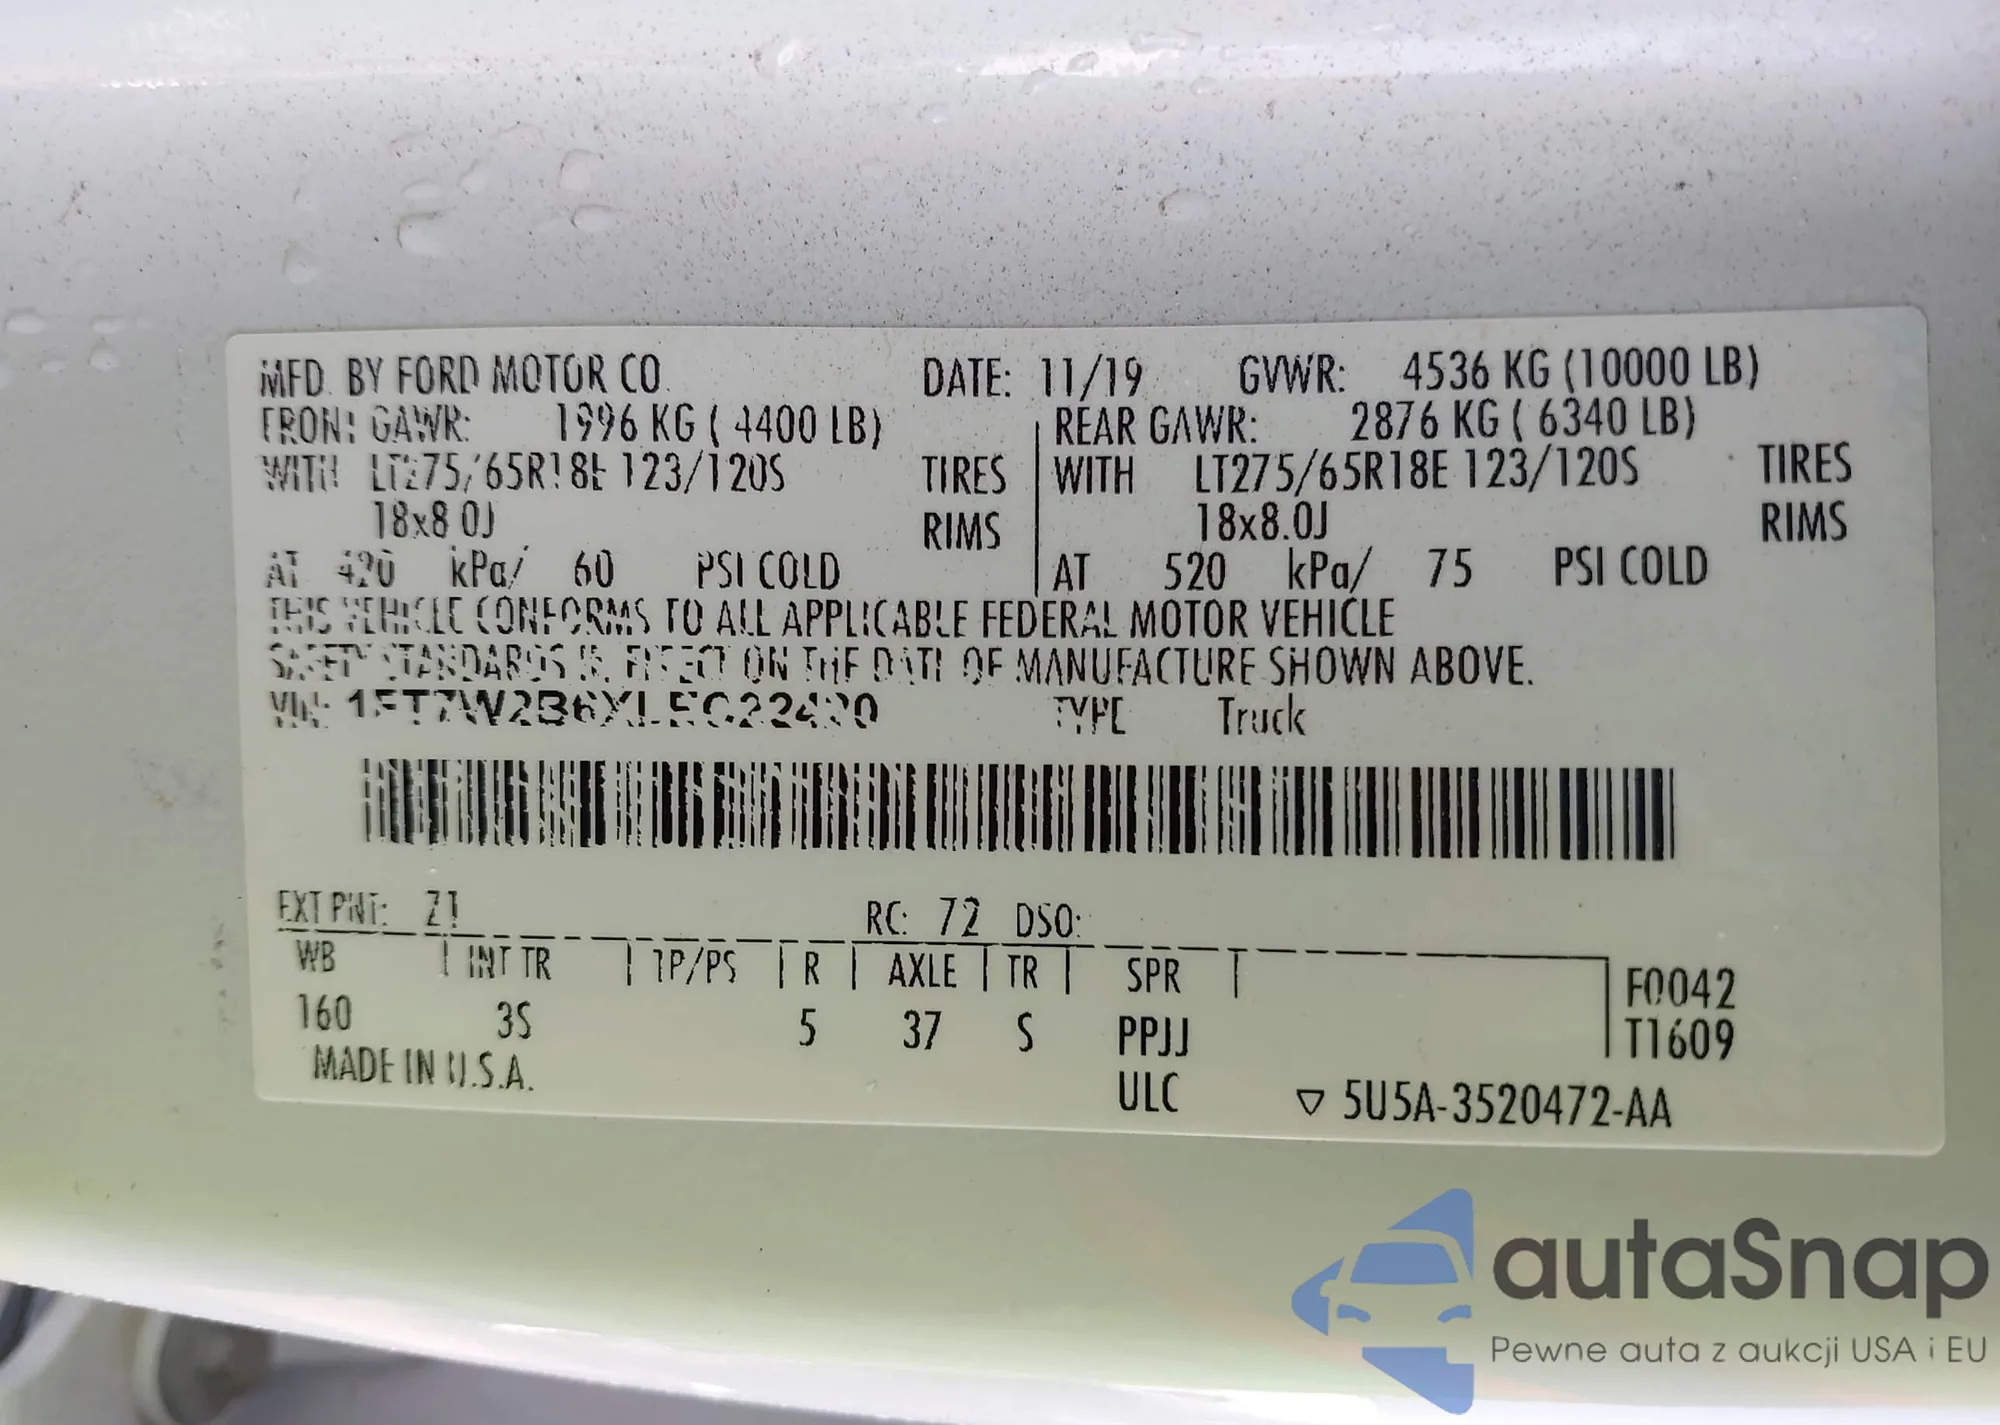 MFD. BY FORD MOTOR CO. DATE: 11/19 GVWR: 4536 KG (10000 LB)
FRONT GAWR: 1996 KG ( 4400 LB) REAR GAWR: 2876 KG ( 6340 LB)
WITH LT275/65R18E 123/120S TIRES WITH LT275/65R18E 123/120S TIRES
18x8.0J RIMS 18x8.0J RIMS
AT 420 kPa/ 60 PSI COLD AT 520 kPa/ 75 PSI COLD
THIS VEHICLE CONFORMS TO ALL APPLICABLE FEDERAL MOTOR VEHICLE
SAFETY STANDARDS IN EFFECT ON THE DATE OF MANUFACTURE SHOWN ABOVE.
VIN: TYPE Truck
EXT PNT: Z1 RC: 72 DSO:
WB INT TR TP/PS R AXLE TR SPR F0042
160 3S 5 37 S PPJJ T1609
MADE IN U.S.A. ULC ▽ 5U5A-3520472-AA
autaSnap
Pewne auta z aukcji USA i EU